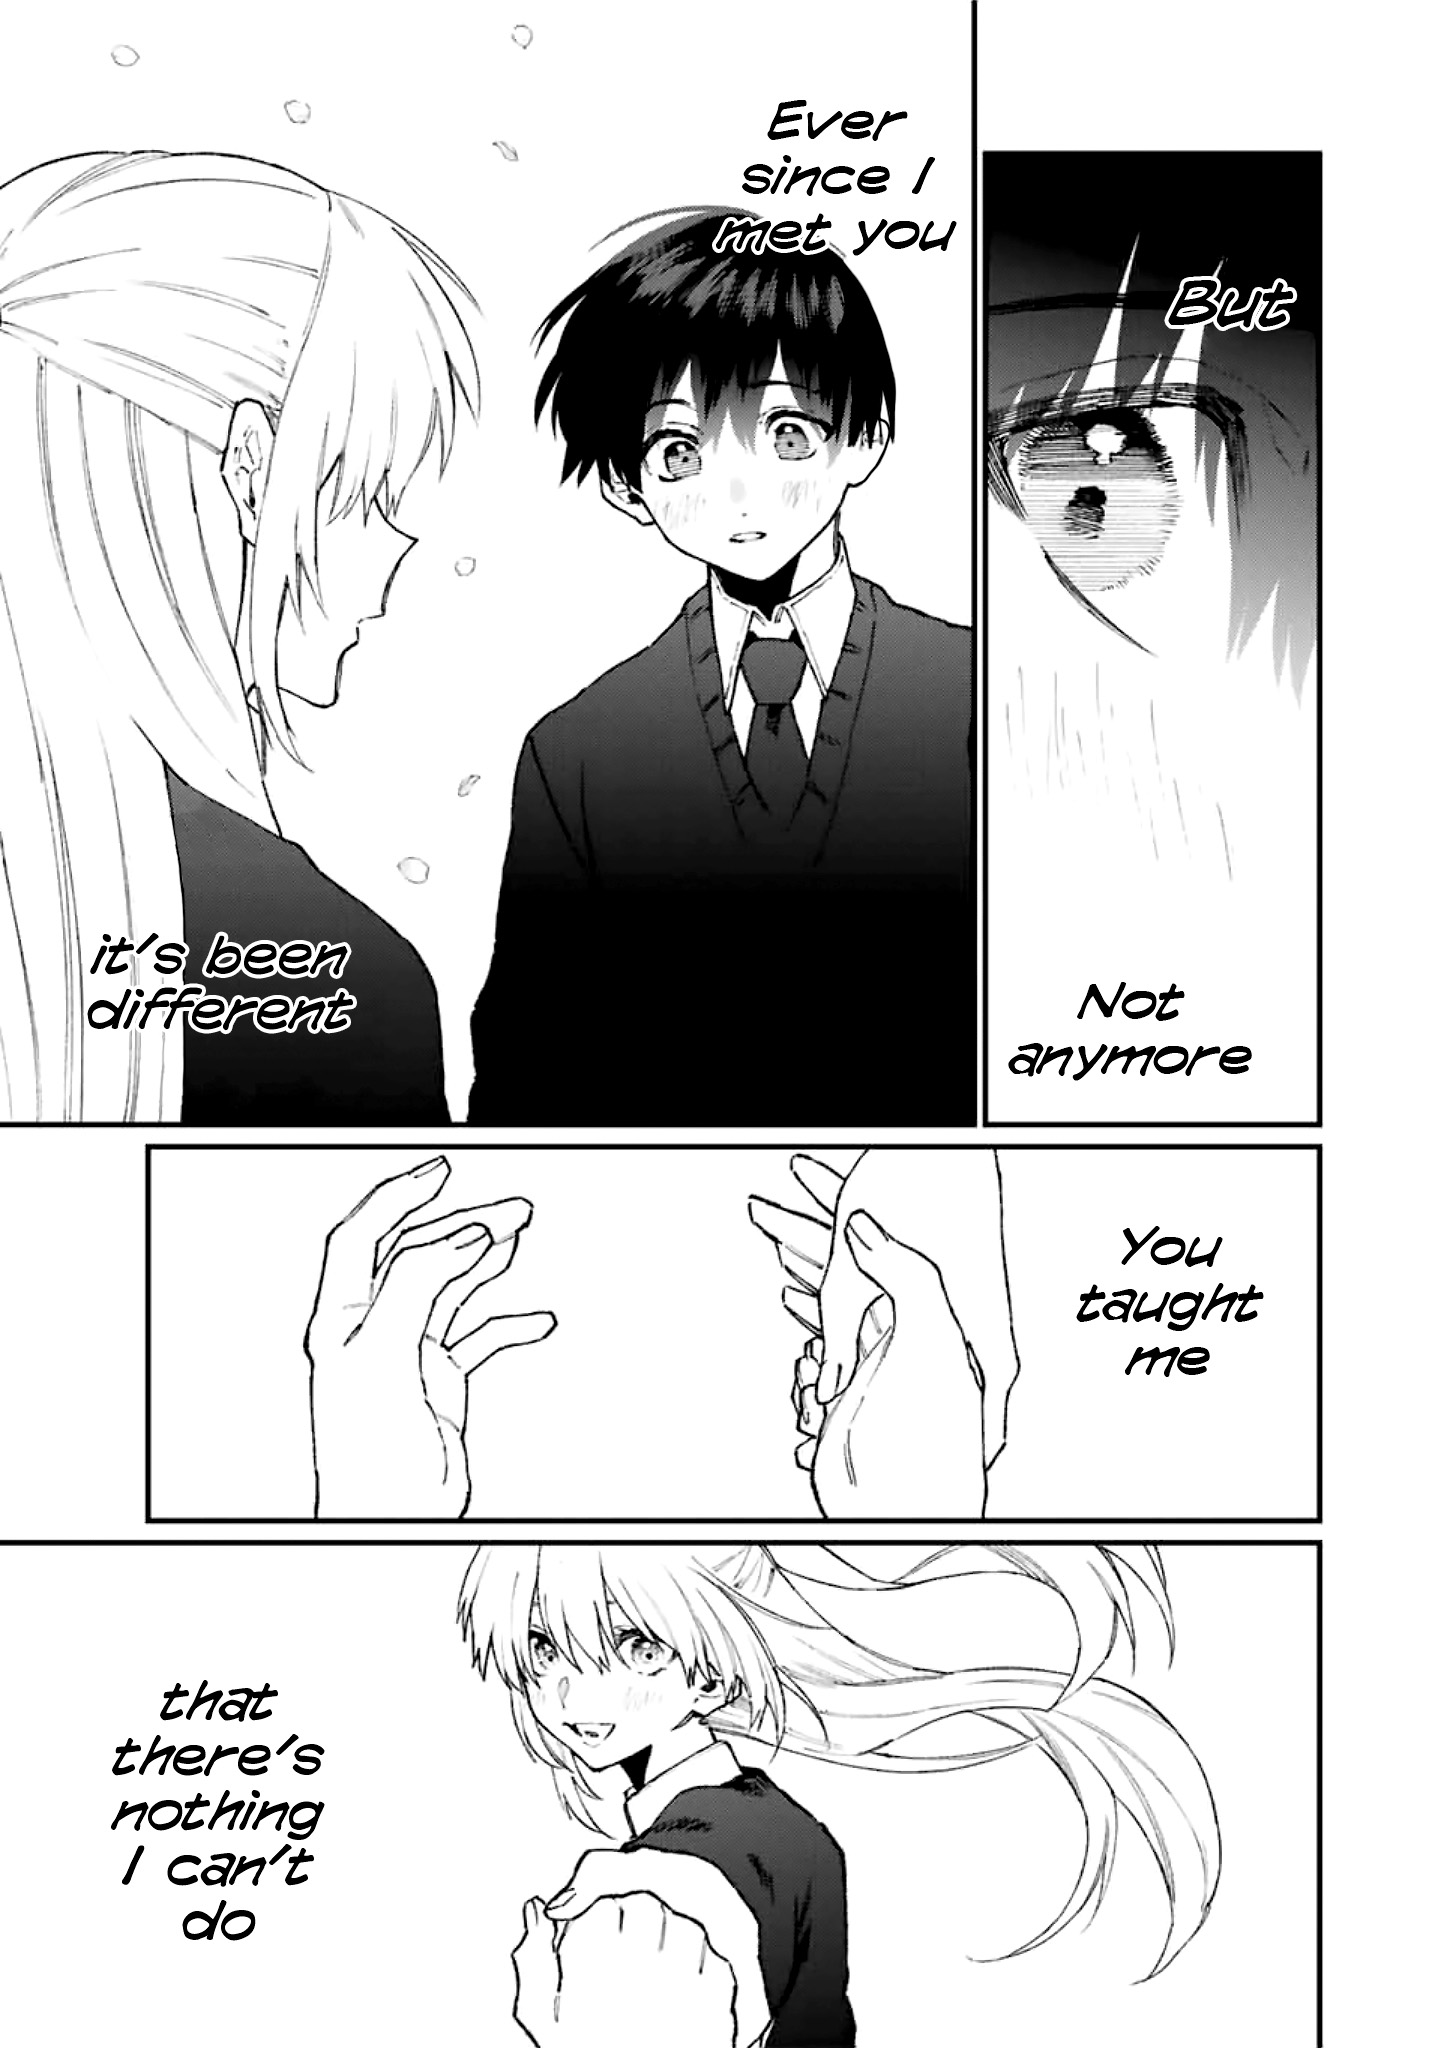 But
Not
anymore
Ever
since I
met you
it's been
different
You
taught
me
that
there's
nothing
I can't
do